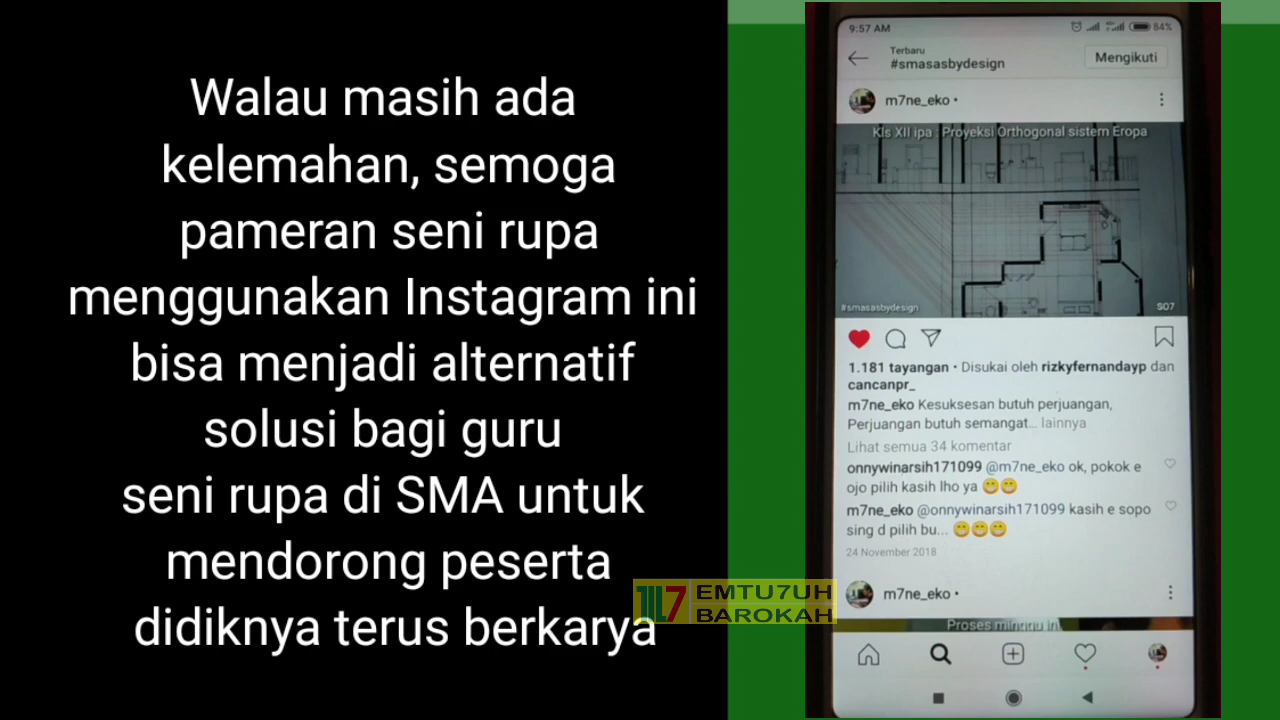 Walau masih ada
kelemahan, semoga
pameran seni rupa
menggunakan Instagram ini
bisa menjadi alternatif
solusi bagi guru
seni rupa di SMA untuk
mendorong peserta
didiknya terus berkarya
M7 EMTU7UH
BAROKAH
9:57 AM
84%
Terbaru
#smasasbydesign
Mengikuti
m7ne_eko •
Kls XII ipa : Proyeksi Orthogonal sistem Eropa
#smasasbydesign
S07
1.181 tayangan • Disukai oleh rizkyfernandayp dan
cancanpr_
m7ne_eko Kesuksesan butuh perjuangan,
Perjuangan butuh semangat... lainnya
Lihat semua 34 komentar
onnywinarsih171099 @m7ne_eko ok, pokok e
ojo pilih kasih lho ya 😁😁
m7ne_eko @onnywinarsih171099 kasih e sopo
sing d pilih bu... 😁😁😁
24 November 2018
m7ne_eko •
Proses minggu ini